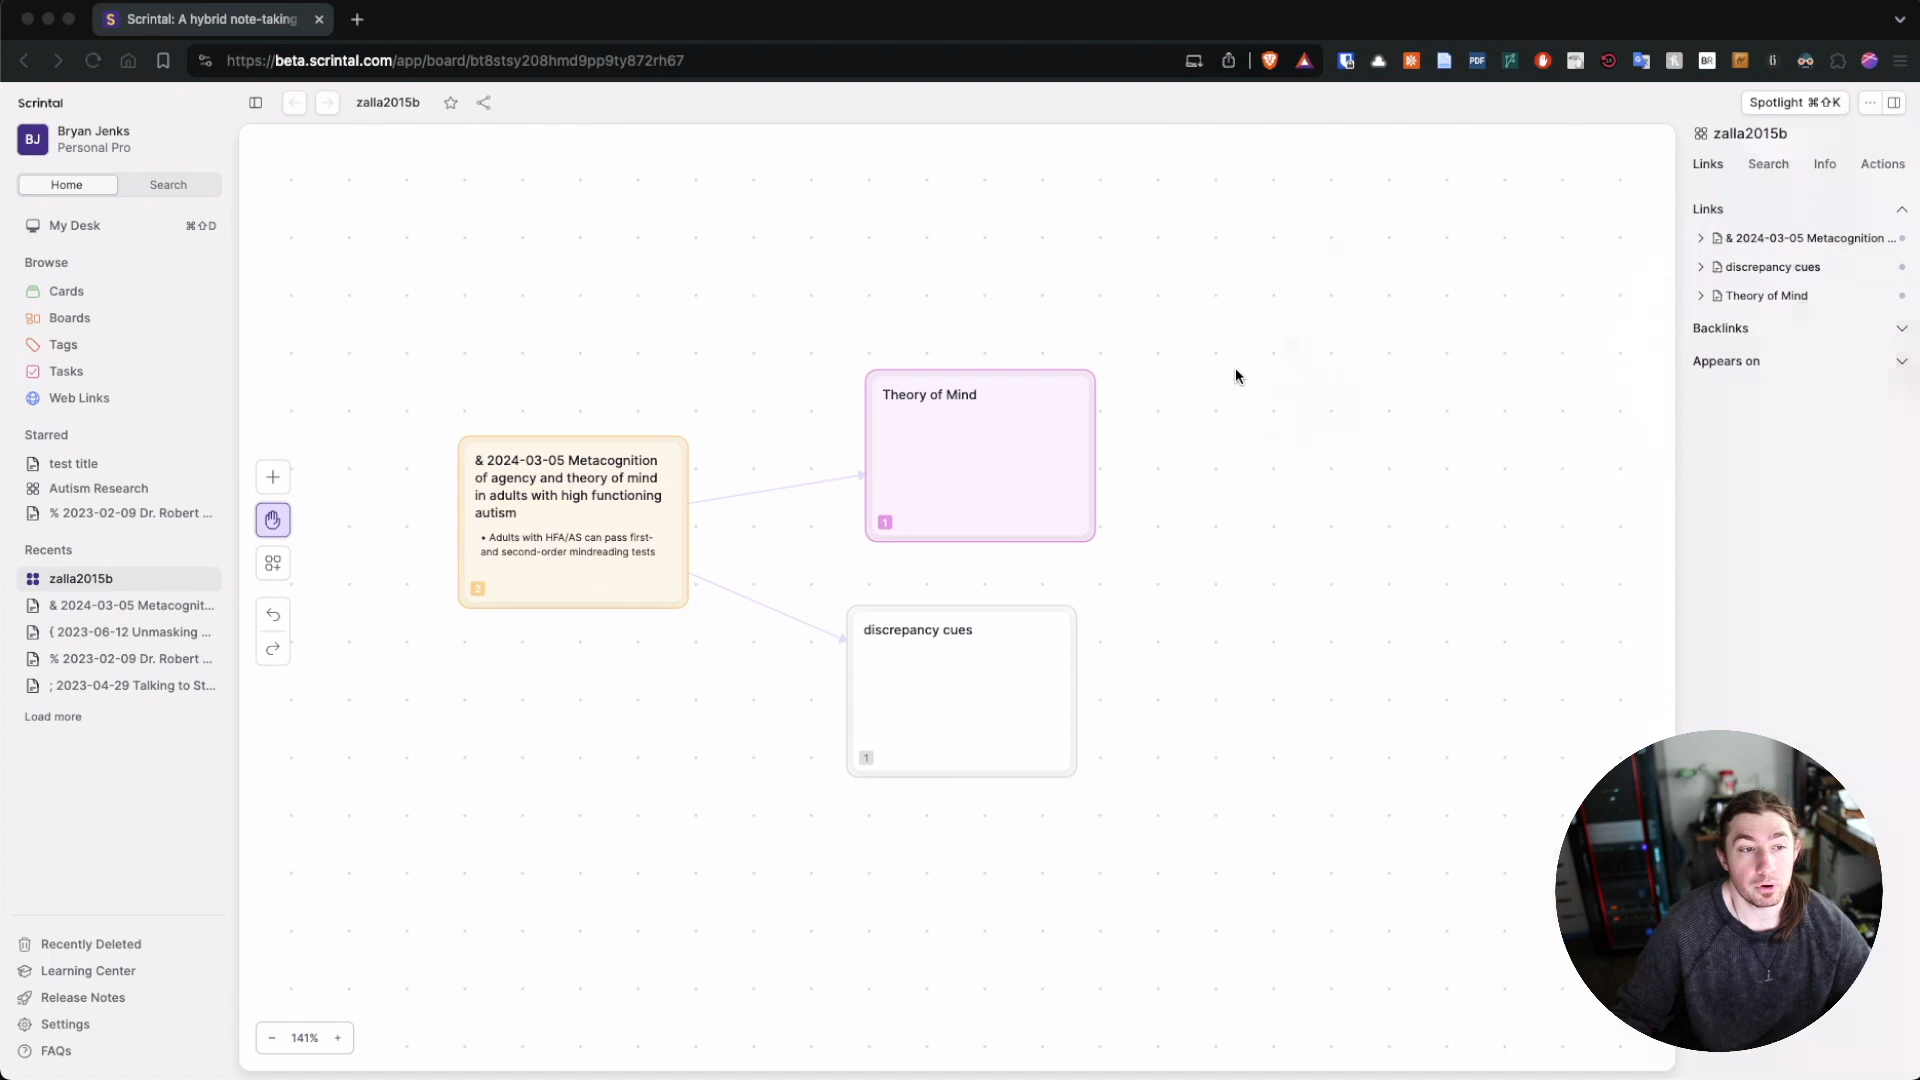 Scrintal: A hybrid note-taking
https://beta.scrintal.com/app/board/bt8stsy208hmd9pp9ty872rh67
PDF
BR
Scrintal
BJ
Bryan Jenks
Personal Pro
Home
Search
My Desk
⌘⇧D
Browse
Cards
Boards
Tags
Tasks
Web Links
Starred
test title
Autism Research
% 2023-02-09 Dr. Robert ...
Recents
zalla2015b
& 2024-03-05 Metacognit...
{ 2023-06-12 Unmasking ...
% 2023-02-09 Dr. Robert ...
; 2023-04-29 Talking to St...
Load more
Recently Deleted
Learning Center
Release Notes
Settings
FAQs
zalla2015b
Spotlight ⌘⇧K
& 2024-03-05 Metacognition
of agency and theory of mind
in adults with high functioning
autism
• Adults with HFA/AS can pass first-
and second-order mindreading tests
2
Theory of Mind
1
discrepancy cues
1
− 141% +
zalla2015b
Links
Search
Info
Actions
Links
& 2024-03-05 Metacognition ...
discrepancy cues
Theory of Mind
Backlinks
Appears on